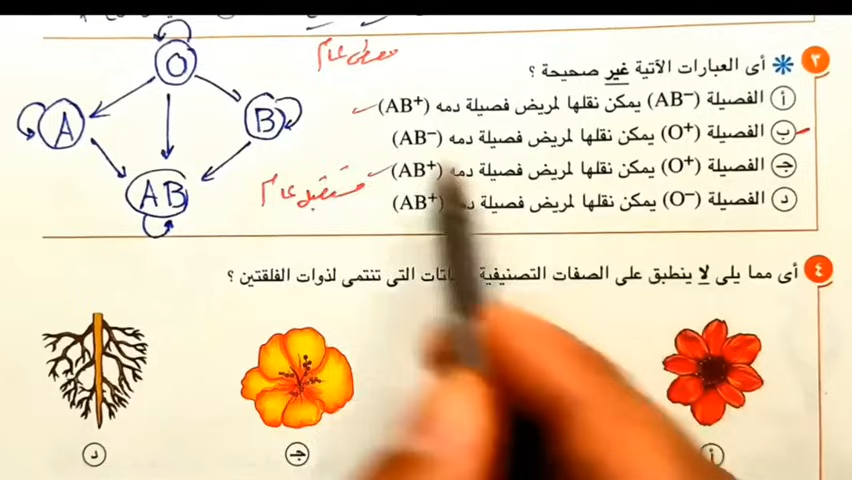 O
معطى عام
A
B
AB
مستقبل عام
٣ * أى العبارات الآتية غير صحيحة ؟
أ الفصيلة (AB⁻) يمكن نقلها لمريض فصيلة دمه (AB⁺)
ب الفصيلة (O⁺) يمكن نقلها لمريض فصيلة دمه (AB⁻)
ج الفصيلة (O⁺) يمكن نقلها لمريض فصيلة دمه (AB⁺)
د الفصيلة (O⁻) يمكن نقلها لمريض فصيلة دمه (AB⁺)
٤ أى مما يلى لا ينطبق على الصفات التصنيفية التى تنتمى لذوات الفلقتين ؟
أ
ج
د